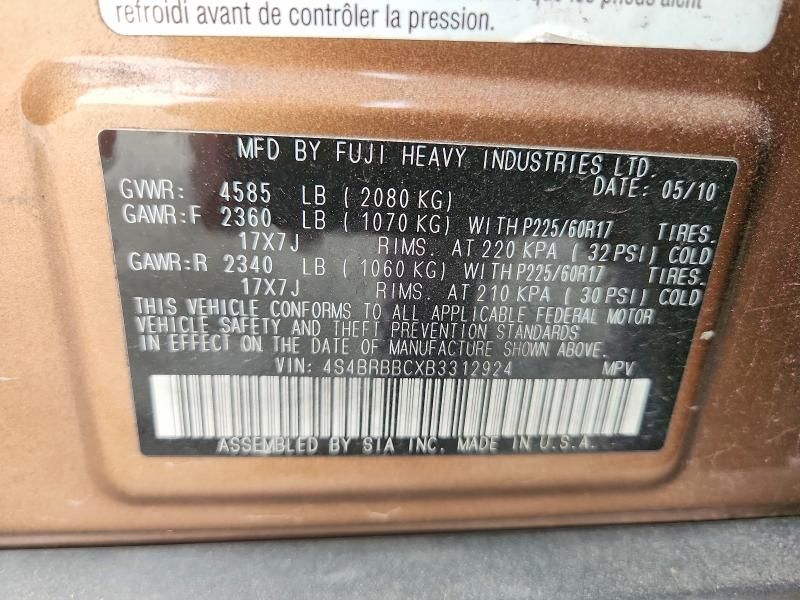 que les pneus aient
refroidi avant de contrôler la pression.
MFD BY FUJI HEAVY INDUSTRIES LTD.
DATE: 05/10
GVWR: 4585 LB ( 2080 KG)
GAWR:F 2360 LB ( 1070 KG) WITH P225/60R17 TIRES.
17X7J RIMS. AT 220 KPA ( 32 PSI) COLD
GAWR:R 2340 LB ( 1060 KG) WITH P225/60R17 TIRES.
17X7J RIMS. AT 210 KPA ( 30 PSI) COLD
THIS VEHICLE CONFORMS TO ALL APPLICABLE FEDERAL MOTOR
VEHICLE SAFETY AND THEFT PREVENTION STANDARDS
IN EFFECT ON THE DATE OF MANUFACTURE SHOWN ABOVE.
VIN: 4S4BRBBCXB3312924 MPV
ASSEMBLED BY SIA INC. MADE IN U.S.A.